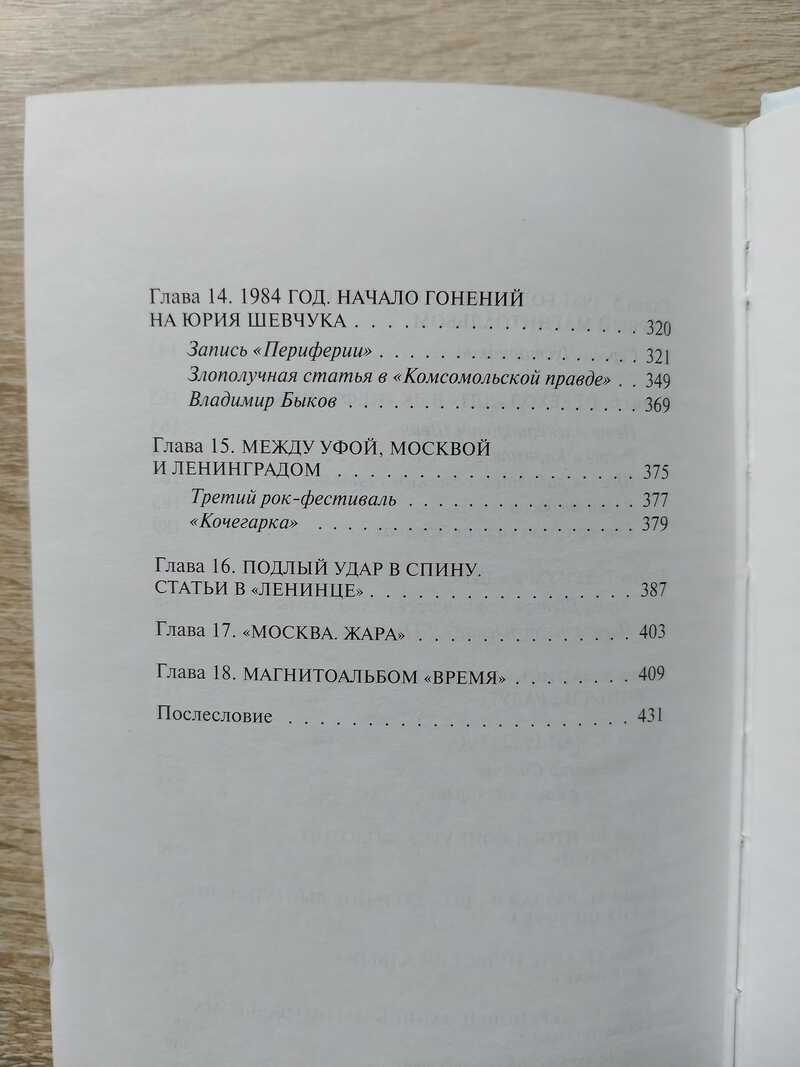 Глава 14. 1984 ГОД. НАЧАЛО ГОНЕНИЙ
НА ЮРИЯ ШЕВЧУКА . . . . . . . . . . . . . . . . . . 320
Запись «Периферии» . . . . . . . . . . . . . . . . . 321
Злополучная статья в «Комсомольской правде» . . 349
Владимир Быков . . . . . . . . . . . . . . . . . . . 369
Глава 15. МЕЖДУ УФОЙ, МОСКВОЙ
И ЛЕНИНГРАДОМ . . . . . . . . . . . . . . . . . . . 375
Третий рок-фестиваль . . . . . . . . . . . . . . . 377
«Кочегарка» . . . . . . . . . . . . . . . . . . . . 379
Глава 16. ПОДЛЫЙ УДАР В СПИНУ.
СТАТЬИ В «ЛЕНИНЦЕ» . . . . . . . . . . . . . . . . . 387
Глава 17. «МОСКВА. ЖАРА» . . . . . . . . . . . . . . 403
Глава 18. МАГНИТОАЛЬБОМ «ВРЕМЯ» . . . . . . . . 409
Послесловие . . . . . . . . . . . . . . . . . . . . . 431